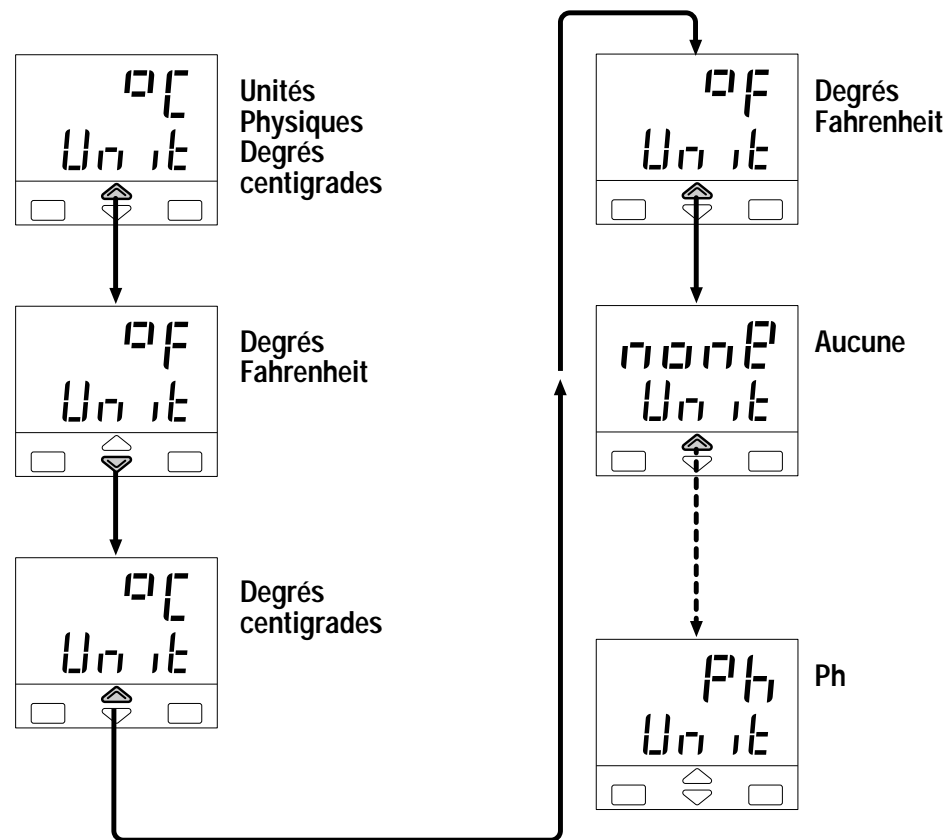 °C
Unit
Unités
Physiques
Degrés
centigrades
°F
Unit
Degrés
Fahrenheit
°C
Unit
Degrés
centigrades
°F
Unit
Degrés
Fahrenheit
nonE
Unit
Aucune
Ph
Unit
Ph